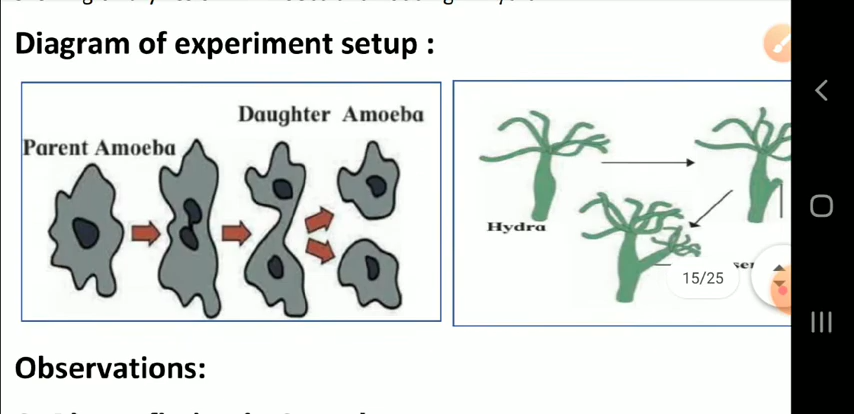 Diagram of experiment setup :
Daughter Amoeba
Parent Amoeba
Hydra
15/25
Observations: